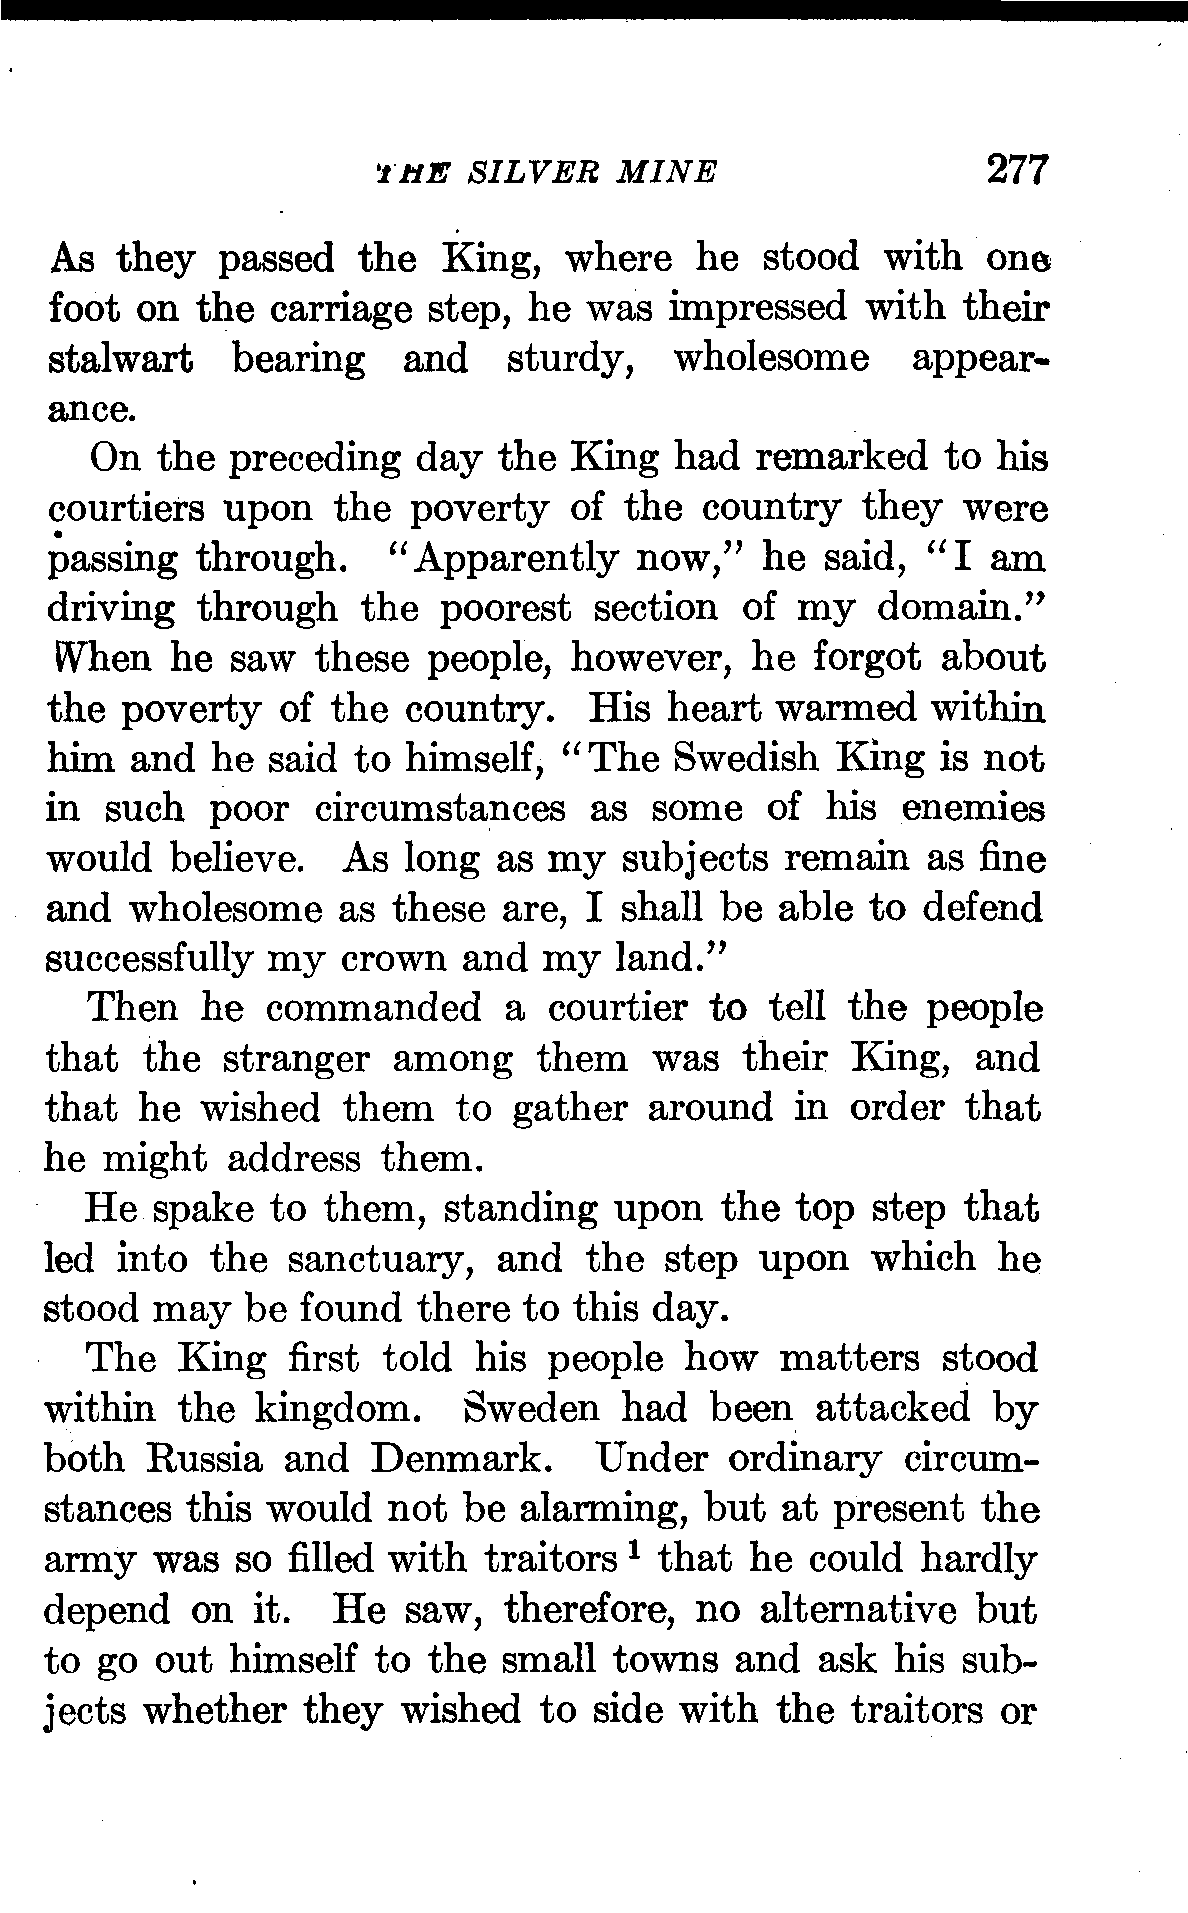 THE SILVER MINE 277
As they passed the King, where he stood with one
foot on the carriage step, he was impressed with their
stalwart bearing and sturdy, wholesome appear-
ance.
On the preceding day the King had remarked to his
courtiers upon the poverty of the country they were
passing through. "Apparently now," he said, "I am
driving through the poorest section of my domain."
When he saw these people, however, he forgot about
the poverty of the country. His heart warmed within
him and he said to himself, "The Swedish King is not
in such poor circumstances as some of his enemies
would believe. As long as my subjects remain as fine
and wholesome as these are, I shall be able to defend
successfully my crown and my land."
Then he commanded a courtier to tell the people
that the stranger among them was their King, and
that he wished them to gather around in order that
he might address them.
He spake to them, standing upon the top step that
led into the sanctuary, and the step upon which he
stood may be found there to this day.
The King first told his people how matters stood
within the kingdom. Sweden had been attacked by
both Russia and Denmark. Under ordinary circum-
stances this would not be alarming, but at present the
army was so filled with traitors¹ that he could hardly
depend on it. He saw, therefore, no alternative but
to go out himself to the small towns and ask his sub-
jects whether they wished to side with the traitors or